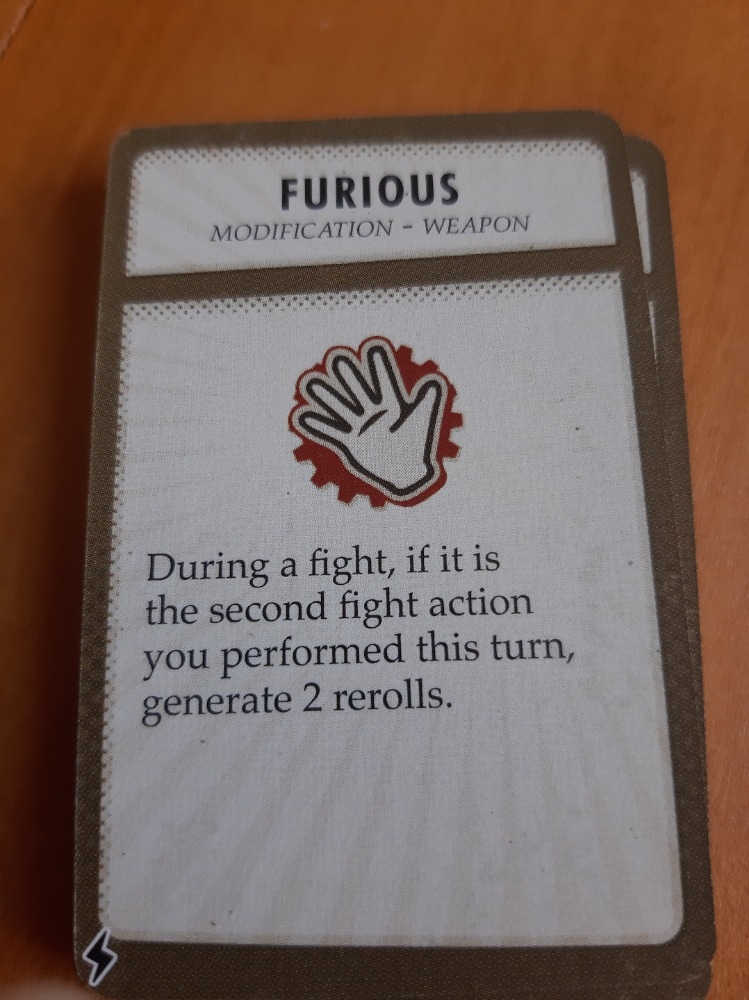 FURIOUS
MODIFICATION - WEAPON
During a fight, if it is
the second fight action
you performed this turn,
generate 2 rerolls.